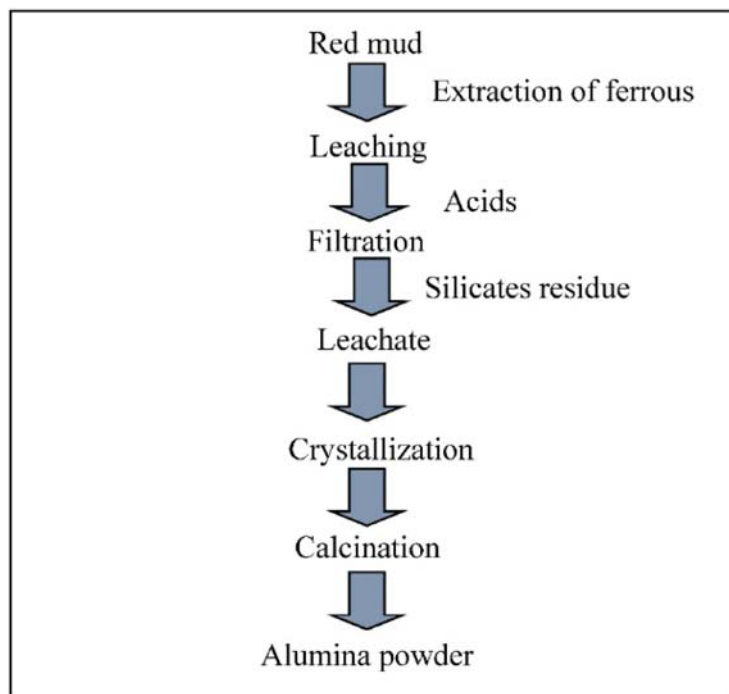 Red mud
Extraction of ferrous
Leaching
Acids
Filtration
Silicates residue
Leachate
Crystallization
Calcination
Alumina powder